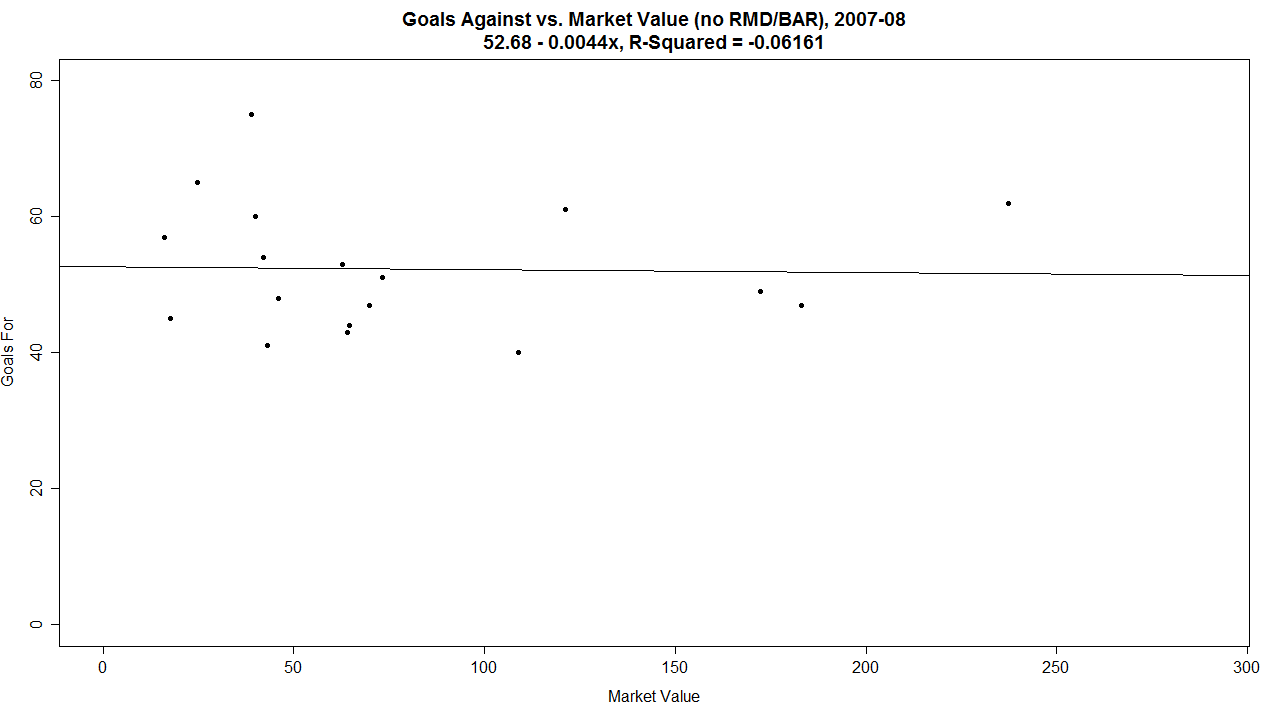 Goals Against vs. Market Value (no RMD/BAR), 2007-08
52.68 - 0.0044x, R-Squared = -0.06161
80
60
40
20
0
Goals For
0 50 100 150 200 250 300
Market Value